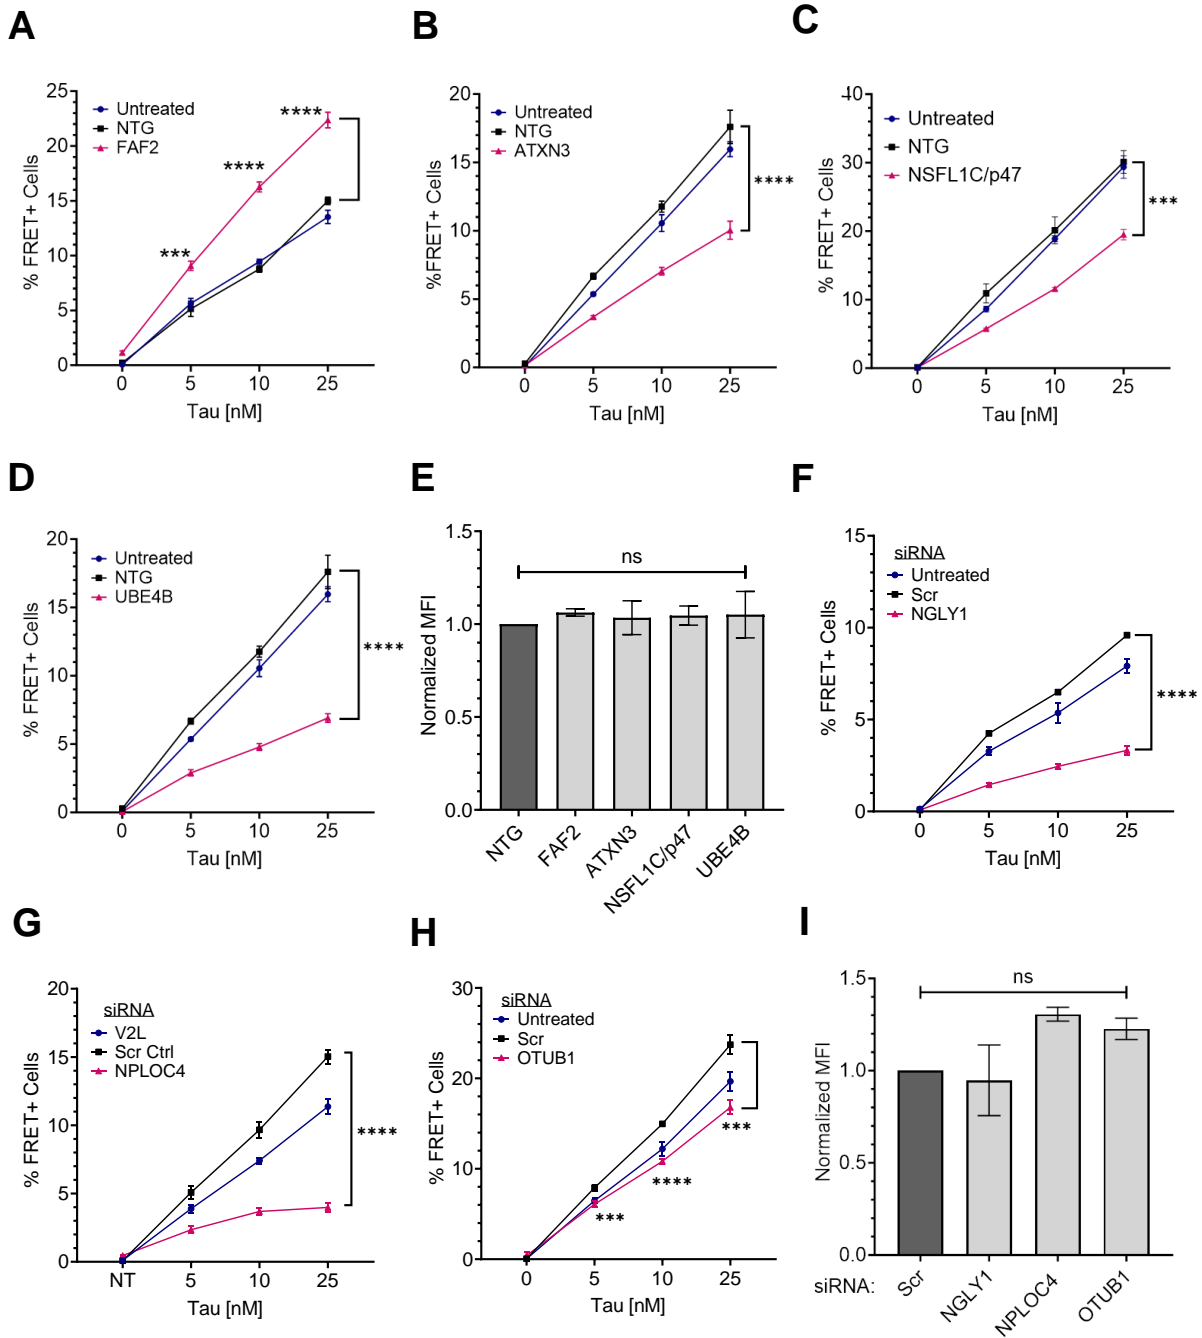 A
25
20
15
10
5
0
% FRET+ Cells
Untreated
NTG
FAF2
***
****
****
0 5 10 25
Tau [nM]
B
20
15
10
5
0
%FRET+ Cells
Untreated
NTG
ATXN3
****
0 5 10 25
Tau [nM]
C
40
30
20
10
0
% FRET+ Cells
Untreated
NTG
NSFL1C/p47
***
0 5 10 25
Tau [nM]
D
20
15
10
5
0
% FRET+ Cells
Untreated
NTG
UBE4B
****
0 5 10 25
Tau [nM]
E
1.5
1.0
0.5
0.0
Normalized MFI
ns
NTG
FAF2
ATXN3
NSFL1C/p47
UBE4B
F
15
10
5
0
% FRET+ Cells
siRNA
Untreated
Scr
NGLY1
****
0 5 10 25
Tau [nM]
G
20
15
10
5
0
% FRET+ Cells
siRNA
V2L
Scr Ctrl
NPLOC4
****
NT 5 10 25
Tau [nM]
H
30
20
10
0
% FRET+ Cells
siRNA
Untreated
Scr
OTUB1
***
****
***
0 5 10 25
Tau [nM]
I
1.5
1.0
0.5
0.0
Normalized MFI
ns
siRNA:
Scr
NGLY1
NPLOC4
OTUB1